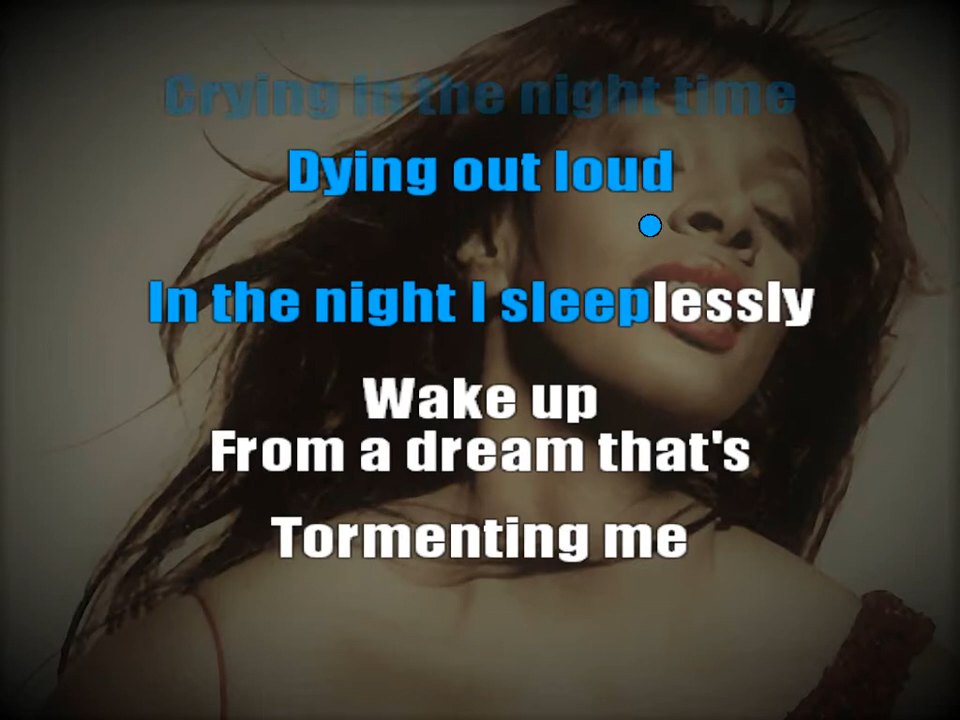 Crying in the night time
Dying out loud
In the night I sleeplessly
Wake up
From a dream that's
Tormenting me